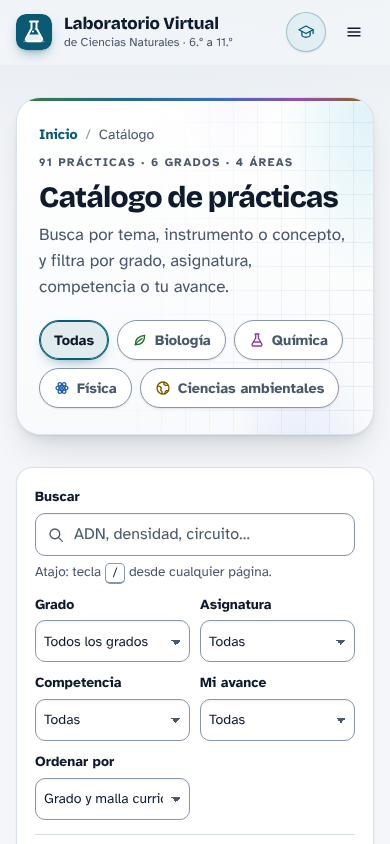 Laboratorio Virtual
de Ciencias Naturales · 6.° a 11.°
Inicio / Catálogo
91 PRÁCTICAS · 6 GRADOS · 4 ÁREAS
Catálogo de prácticas
Busca por tema, instrumento o concepto,
y filtra por grado, asignatura,
competencia o tu avance.
Todas
Biología
Química
Física
Ciencias ambientales
Buscar
ADN, densidad, circuito...
Atajo: tecla / desde cualquier página.
Grado
Asignatura
Todos los grados
Todas
Competencia
Mi avance
Todas
Todas
Ordenar por
Grado y malla curric